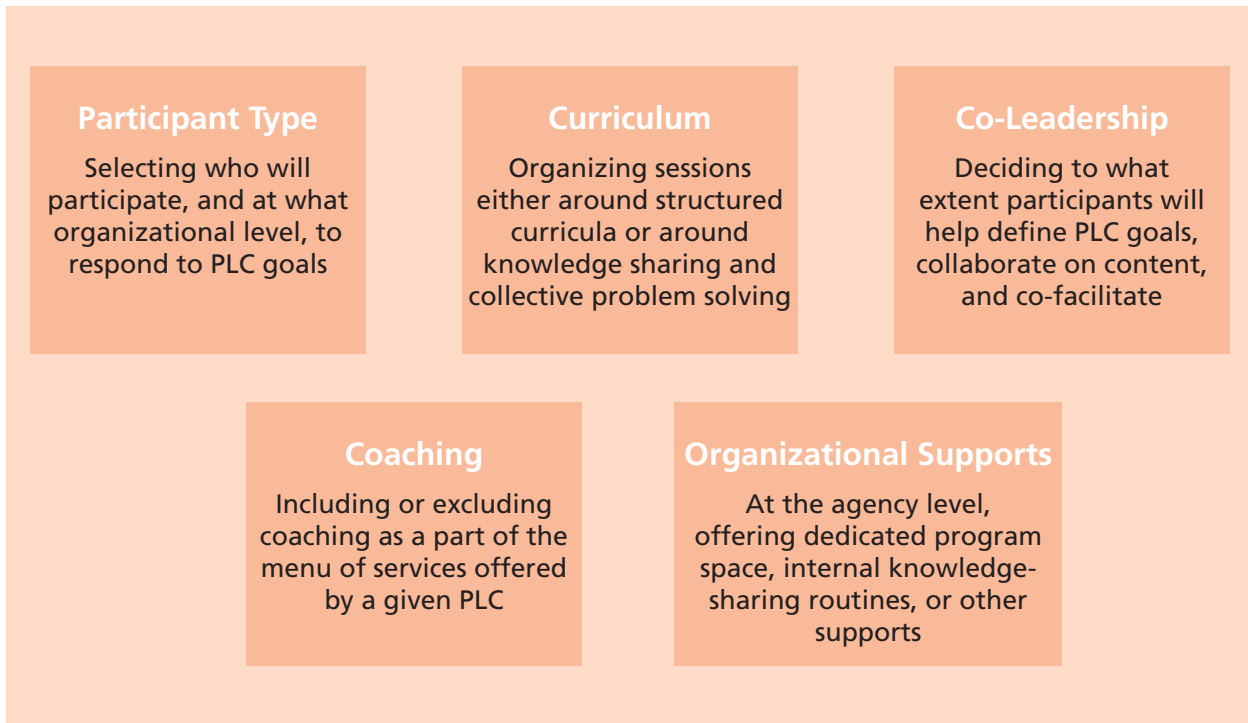 Participant Type
Selecting who will
participate, and at what
organizational level, to
respond to PLC goals
Curriculum
Organizing sessions
either around structured
curricula or around
knowledge sharing and
collective problem solving
Co-Leadership
Deciding to what
extent participants will
help define PLC goals,
collaborate on content,
and co-facilitate
Coaching
Including or excluding
coaching as a part of the
menu of services offered
by a given PLC
Organizational Supports
At the agency level,
offering dedicated program
space, internal knowledge-
sharing routines, or other
supports